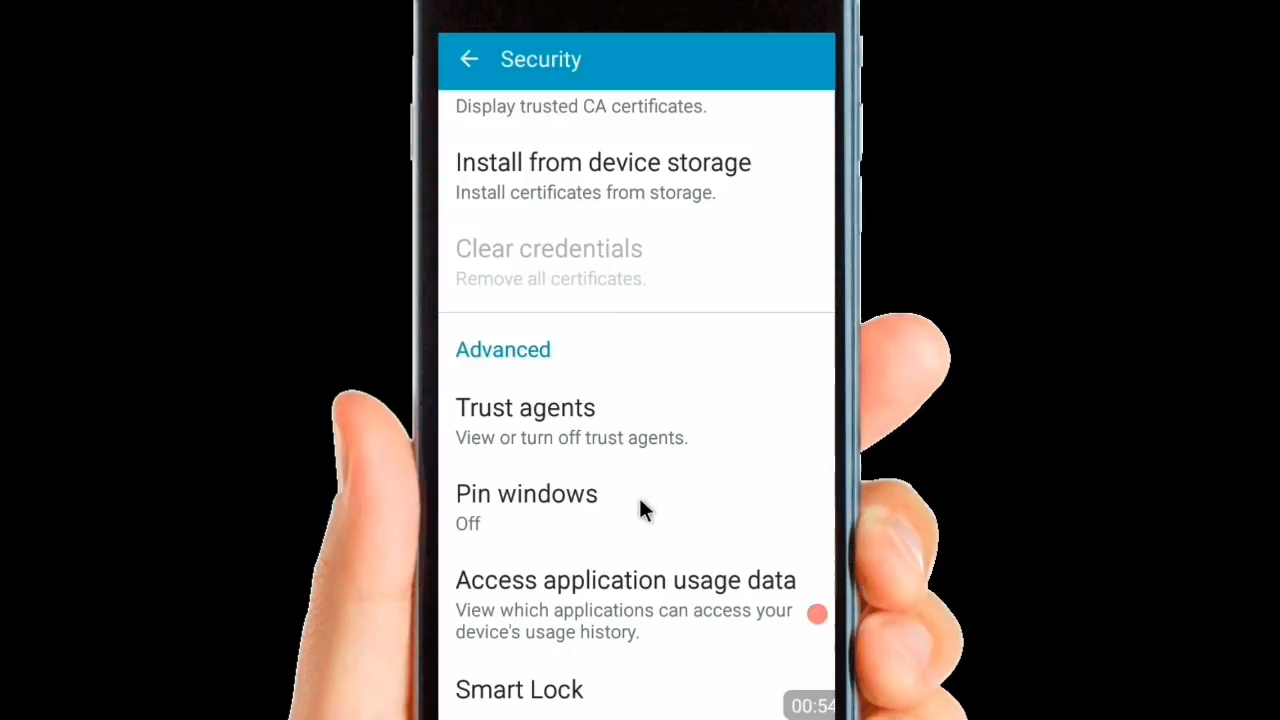 Security
Display trusted CA certificates.
Install from device storage
Install certificates from storage.
Clear credentials
Remove all certificates.
Advanced
Trust agents
View or turn off trust agents.
Pin windows
Off
Access application usage data
View which applications can access your
device's usage history.
Smart Lock
00:54